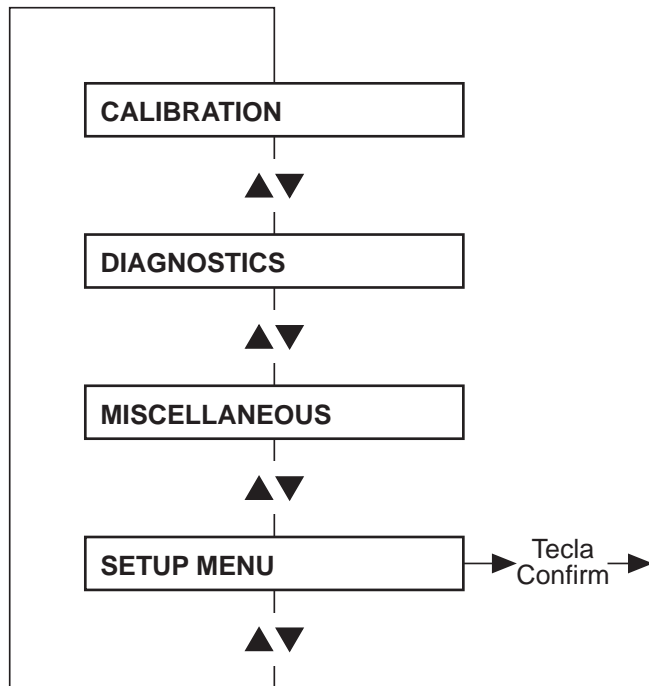 CALIBRATION
DIAGNOSTICS
MISCELLANEOUS
SETUP MENU
Tecla
Confirm